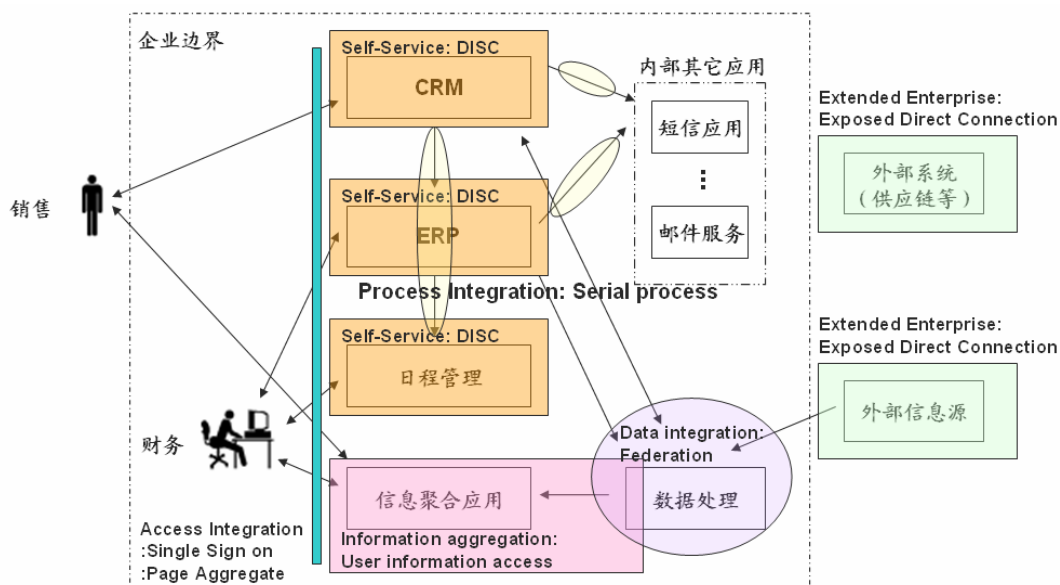 企业边界
Self-Service: DISC
CRM
内部其它应用
短信应用
⋮
邮件服务
Extended Enterprise:
Exposed Direct Connection
外部系统
(供应链等)
销售
Self-Service: DISC
ERP
Process Integration: Serial process
Self-Service: DISC
日程管理
Extended Enterprise:
Exposed Direct Connection
外部信息源
财务
Data integration:
Federation
数据处理
信息聚合应用
Information aggregation:
User information access
Access Integration
:Single Sign on
:Page Aggregate